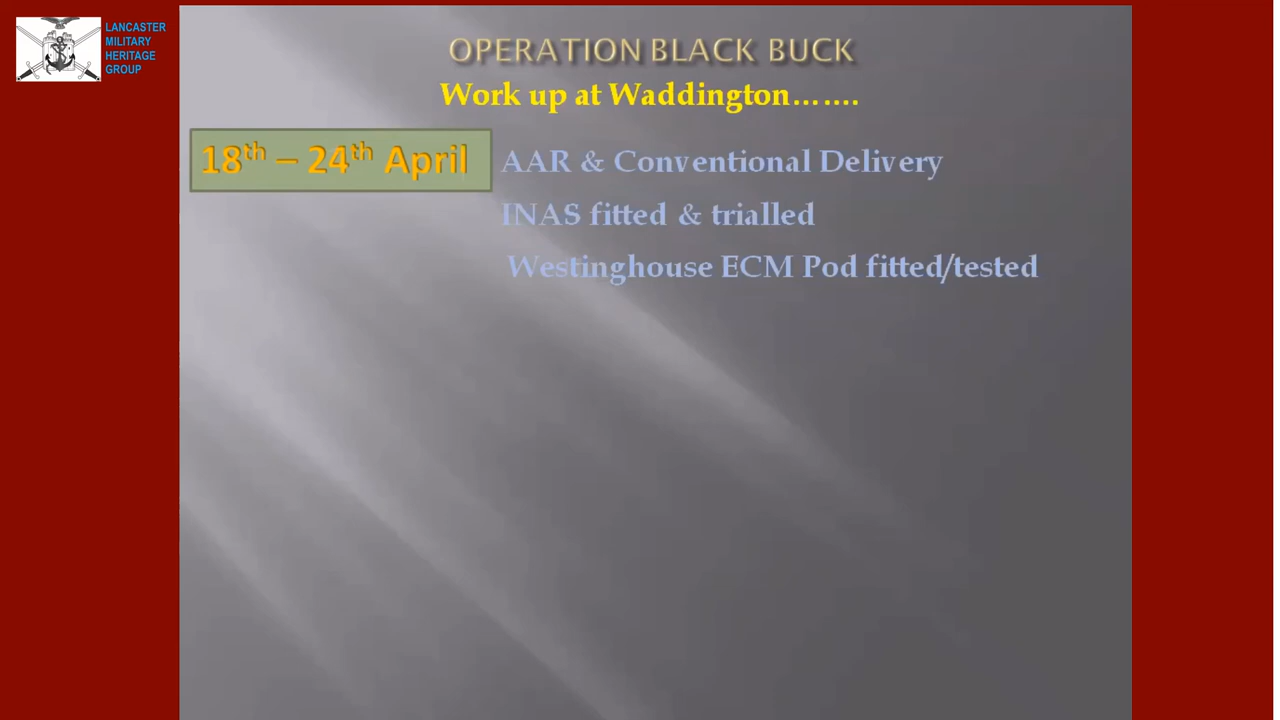 LANCASTER
MILITARY
HERITAGE
GROUP
OPERATION BLACK BUCK
Work up at Waddington…….
18th – 24th April
AAR & Conventional Delivery
INAS fitted & trialled
Westinghouse ECM Pod fitted/tested